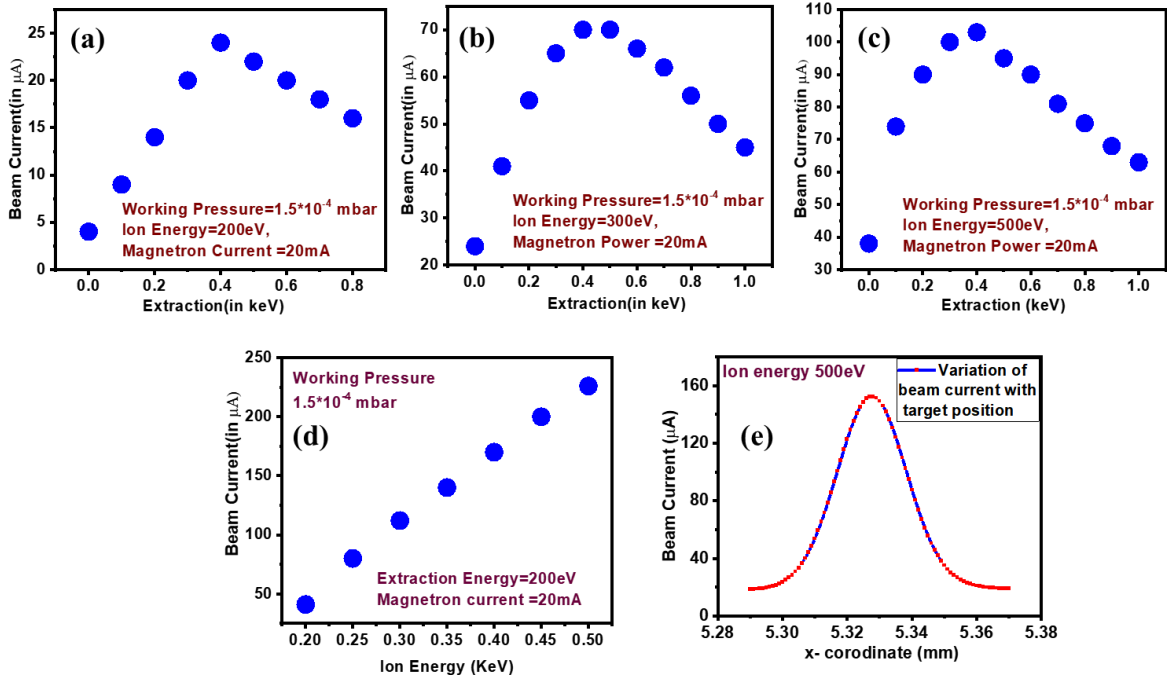 (a)
Beam Current(in μA)
25
20
15
10
5
0
Working Pressure=1.5*10⁻⁴ mbar
Ion Energy=200eV,
Magnetron Current =20mA
0.0 0.2 0.4 0.6 0.8
Extraction(in keV)
(b)
Beam Current(in μA)
70
60
50
40
30
20
Working Pressure=1.5*10⁻⁴ mbar
Ion Energy=300eV,
Magnetron Power =20mA
0.0 0.2 0.4 0.6 0.8 1.0
Extraction(in keV)
(c)
Beam Current(in μA)
110
100
90
80
70
60
50
40
30
Working Pressure=1.5*10⁻⁴ mbar
Ion Energy=500eV,
Magnetron Power =20mA
0.0 0.2 0.4 0.6 0.8 1.0
Extraction (keV)
(d)
Beam Current(in μA)
250
200
150
100
50
Working Pressure
1.5*10⁻⁴ mbar
Extraction Energy=200eV
Magnetron current =20mA
0.20 0.25 0.30 0.35 0.40 0.45 0.50
Ion Energy (KeV)
(e)
Ion energy 500eV
Variation of
beam current with
target position
Beam Current (μA)
160
120
80
40
0
5.28 5.30 5.32 5.34 5.36 5.38
x- corodinate (mm)